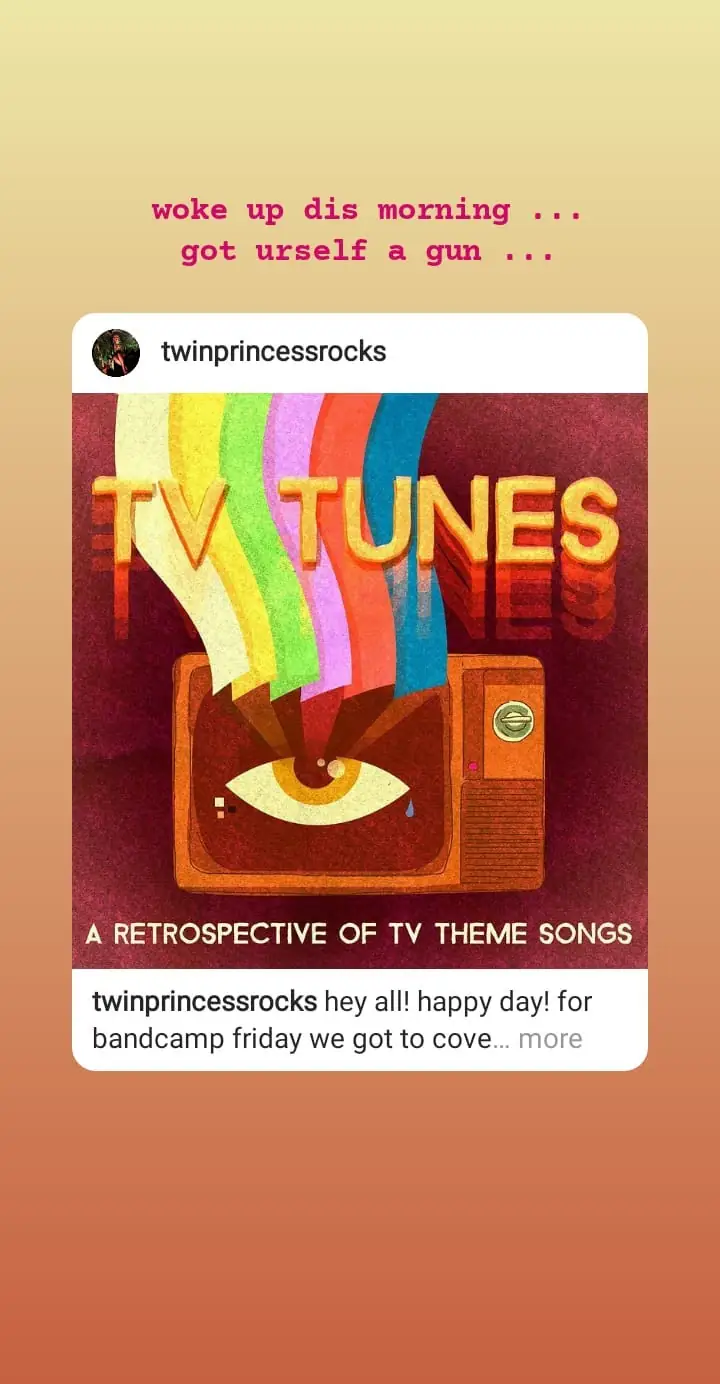 woke up dis morning ...
got urself a gun ...
twinprincessrocks
TV TUNES
A RETROSPECTIVE OF TV THEME SONGS
twinprincessrocks hey all! happy day! for
bandcamp friday we got to cove… more